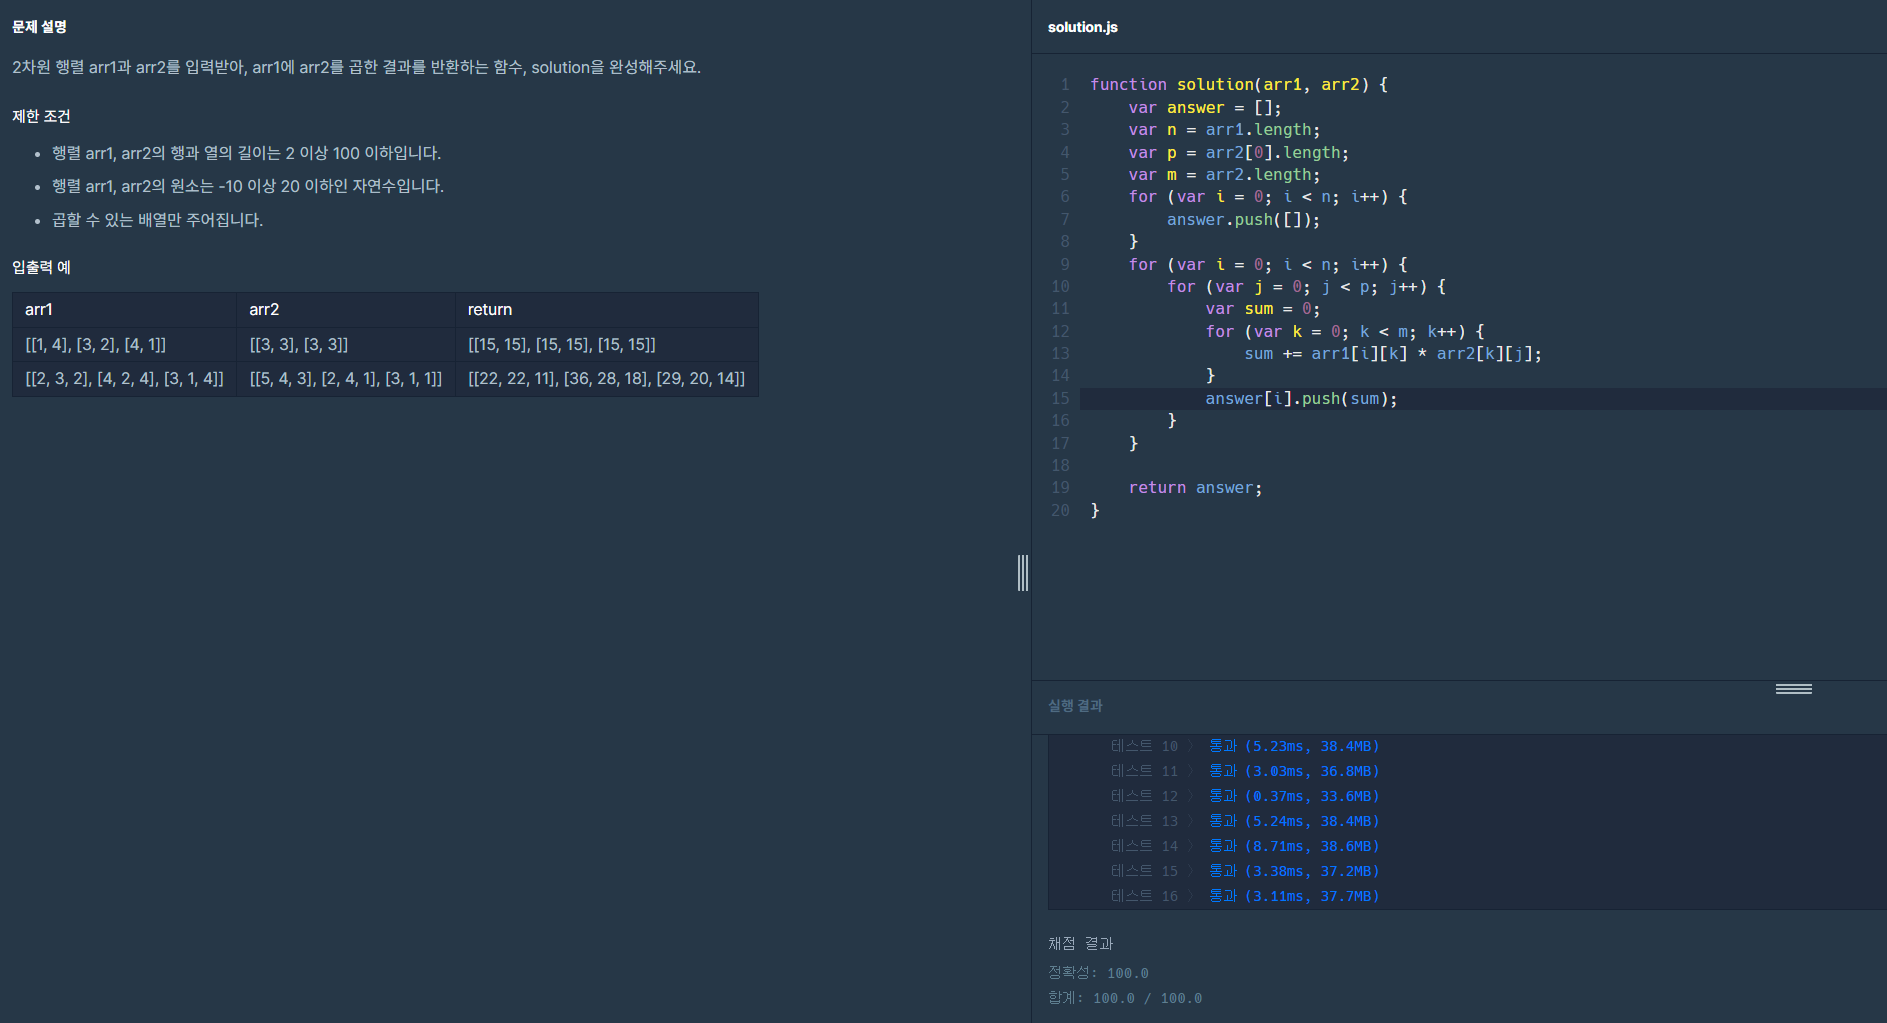 문제 설명
2차원 행렬 arr1과 arr2를 입력받아, arr1에 arr2를 곱한 결과를 반환하는 함수, solution을 완성해주세요.
제한 조건
• 행렬 arr1, arr2의 행과 열의 길이는 2 이상 100 이하입니다.
• 행렬 arr1, arr2의 원소는 -10 이상 20 이하인 자연수입니다.
• 곱할 수 있는 배열만 주어집니다.
입출력 예
arr1 arr2 return
[[1, 4], [3, 2], [4, 1]] [[3, 3], [3, 3]] [[15, 15], [15, 15], [15, 15]]
[[2, 3, 2], [4, 2, 4], [3, 1, 4]] [[5, 4, 3], [2, 4, 1], [3, 1, 1]] [[22, 22, 11], [36, 28, 18], [29, 20, 14]]
solution.js
1 function solution(arr1, arr2) {
2     var answer = [];
3     var n = arr1.length;
4     var p = arr2[0].length;
5     var m = arr2.length;
6     for (var i = 0; i < n; i++) {
7         answer.push([]);
8     }
9     for (var i = 0; i < n; i++) {
10         for (var j = 0; j < p; j++) {
11             var sum = 0;
12             for (var k = 0; k < m; k++) {
13                 sum += arr1[i][k] * arr2[k][j];
14             }
15             answer[i].push(sum);
16         }
17     }
18
19     return answer;
20 }
실행 결과
테스트 10 〉 통과 (5.23ms, 38.4MB)
테스트 11 〉 통과 (3.03ms, 36.8MB)
테스트 12 〉 통과 (0.37ms, 33.6MB)
테스트 13 〉 통과 (5.24ms, 38.4MB)
테스트 14 〉 통과 (8.71ms, 38.6MB)
테스트 15 〉 통과 (3.38ms, 37.2MB)
테스트 16 〉 통과 (3.11ms, 37.7MB)
채점 결과
정확성: 100.0
합계: 100.0 / 100.0